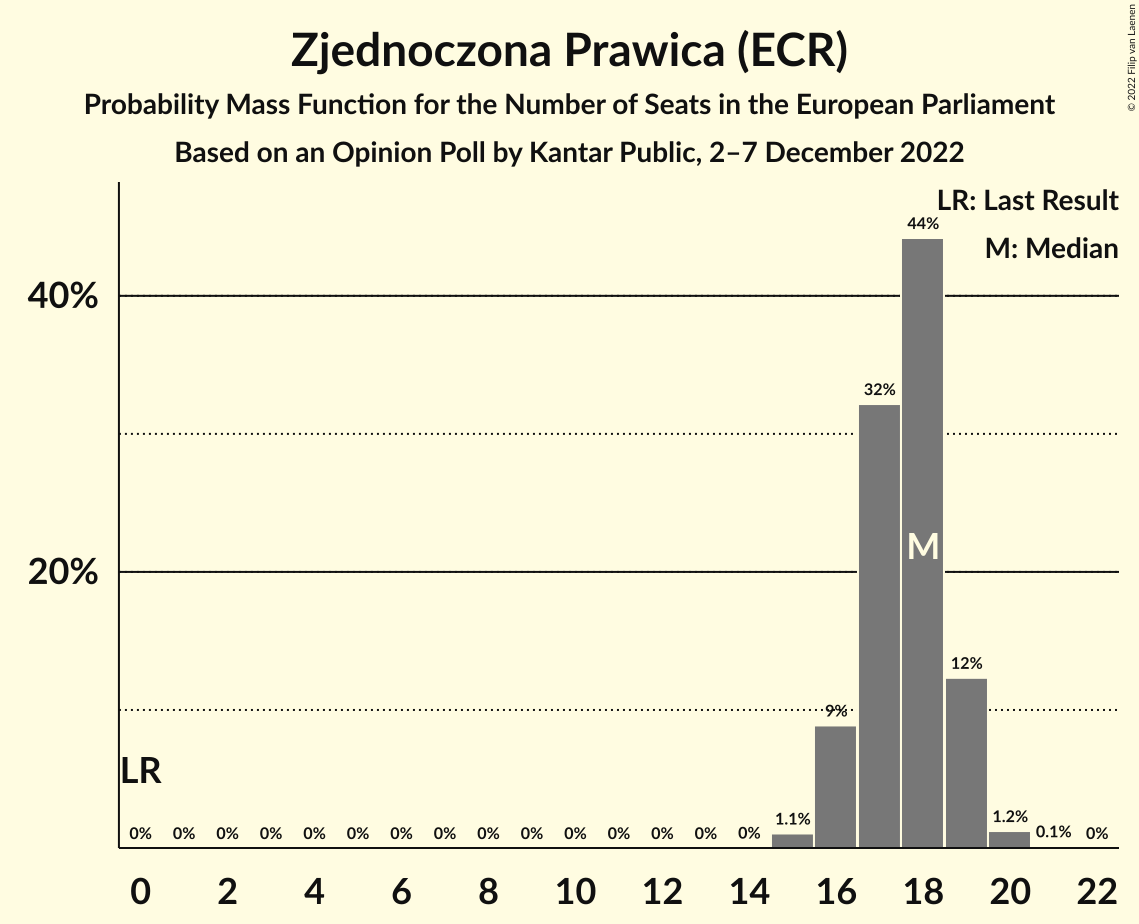 Zjednoczona Prawica (ECR)
Probability Mass Function for the Number of Seats in the European Parliament
Based on an Opinion Poll by Kantar Public, 2–7 December 2022
© 2022 Filip van Laenen
LR: Last Result
M: Median
44%
40%
32%
M
20%
12%
9%
LR
0% 0% 0% 0% 0% 0% 0% 0% 0% 0% 0% 0% 0% 0% 0% 1.1% 1.2% 0.1% 0%
0 2 4 6 8 10 12 14 16 18 20 22